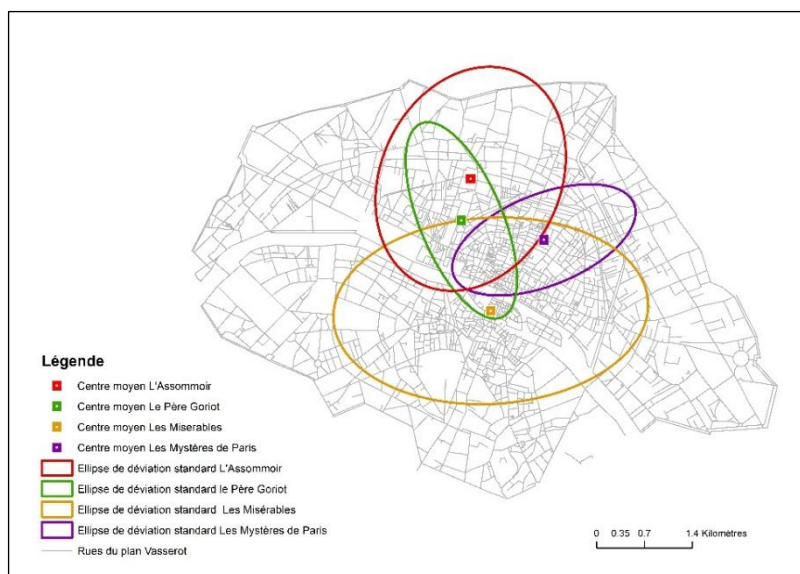 Légende
Centre moyen L'Assommoir
Centre moyen Le Père Goriot
Centre moyen Les Miserables
Centre moyen Les Mystères de Paris
Ellipse de déviation standard L'Assommoir
Ellipse de déviation standard le Père Goriot
Ellipse de déviation standard Les Misérables
Ellipse de déviation standard Les Mystères de Paris
Rues du plan Vasserot
0 0.35 0.7 1.4 Kilomètres